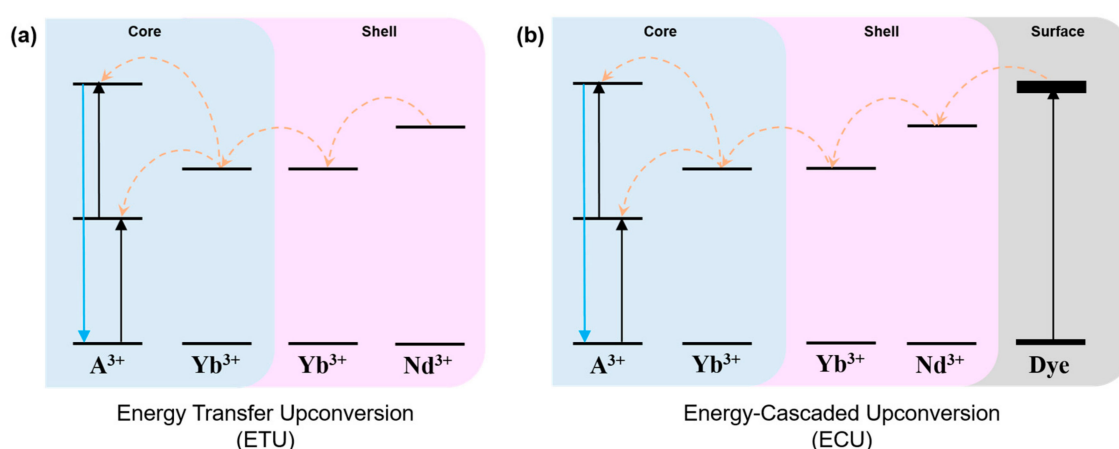 (a)
Core
Shell
A³⁺ Yb³⁺ Yb³⁺ Nd³⁺
Energy Transfer Upconversion
(ETU)
(b)
Core
Shell
Surface
A³⁺ Yb³⁺ Yb³⁺ Nd³⁺ Dye
Energy-Cascaded Upconversion
(ECU)